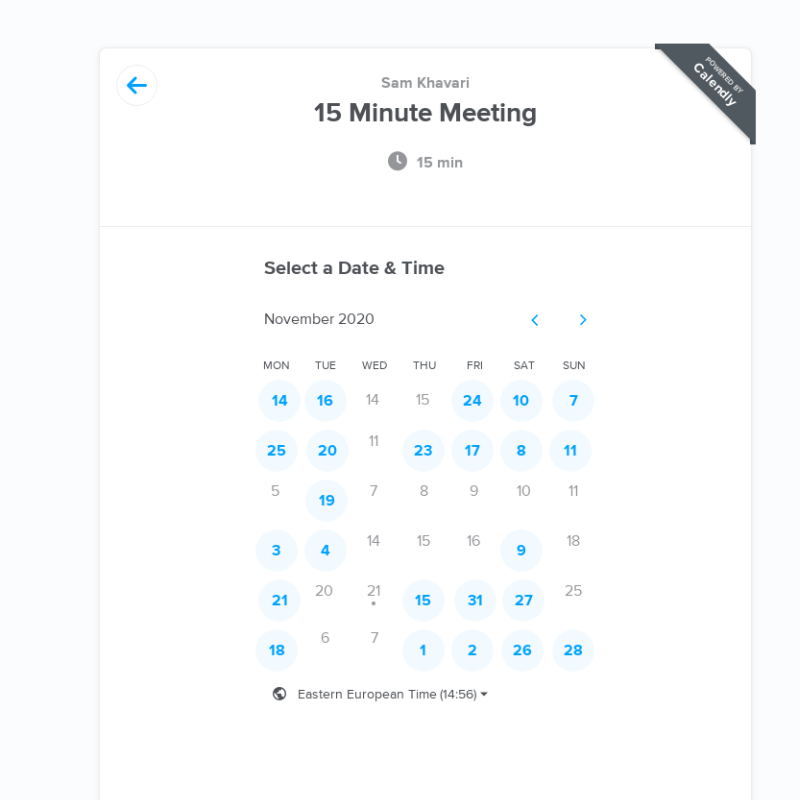 POWERED BY
Calendly
Sam Khavari
15 Minute Meeting
15 min
Select a Date & Time
November 2020
MON TUE WED THU FRI SAT SUN
14 16 14 15 24 10 7
25 20 11 23 17 8 11
5 19 7 8 9 10 11
3 4 14 15 16 9 18
21 20 21 15 31 27 25
18 6 7 1 2 26 28
Eastern European Time (14:56)